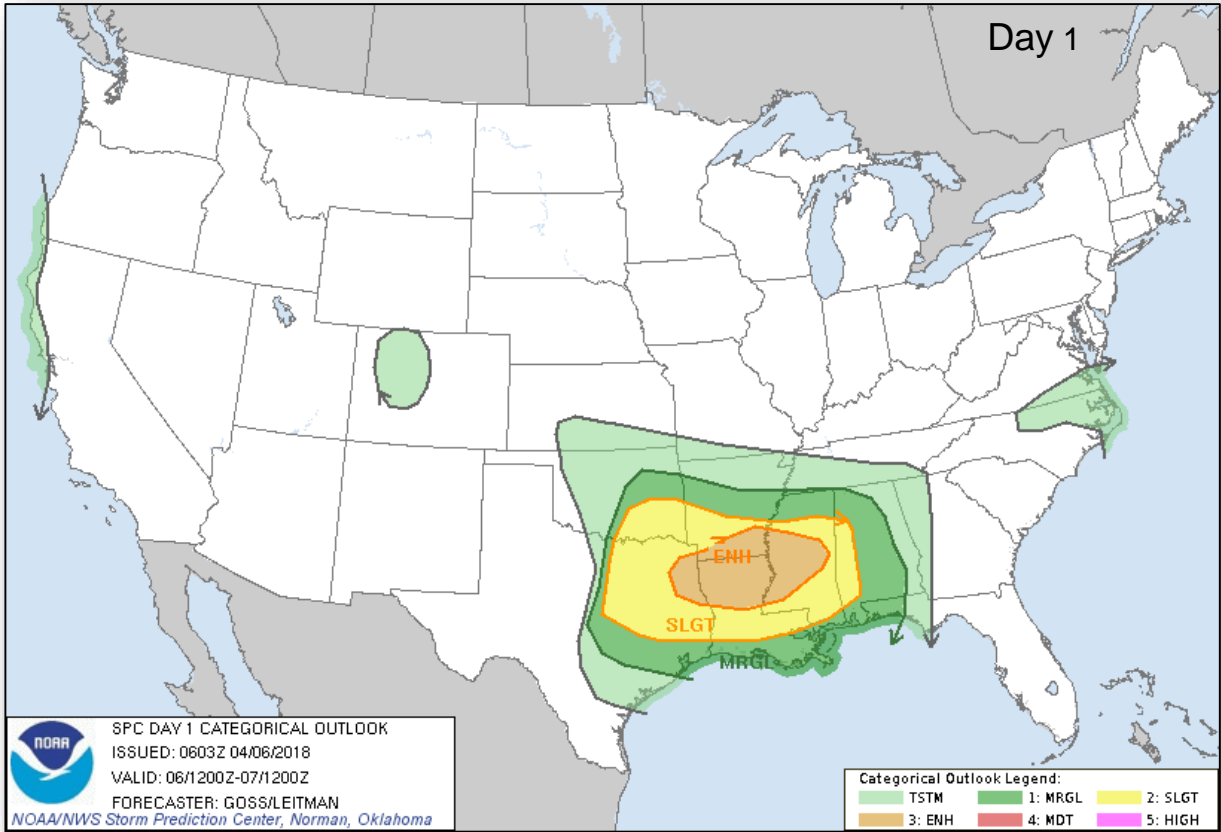 Day 1
ENH
SLGT
MRGL
NOAA
SPC DAY 1 CATEGORICAL OUTLOOK
ISSUED: 0603Z 04/06/2018
VALID: 06/1200Z-07/1200Z
FORECASTER: GOSS/LEITMAN
NOAA/NWS Storm Prediction Center, Norman, Oklahoma
Categorical Outlook Legend:
TSTM 1: MRGL 2: SLGT
3: ENH 4: MDT 5: HIGH